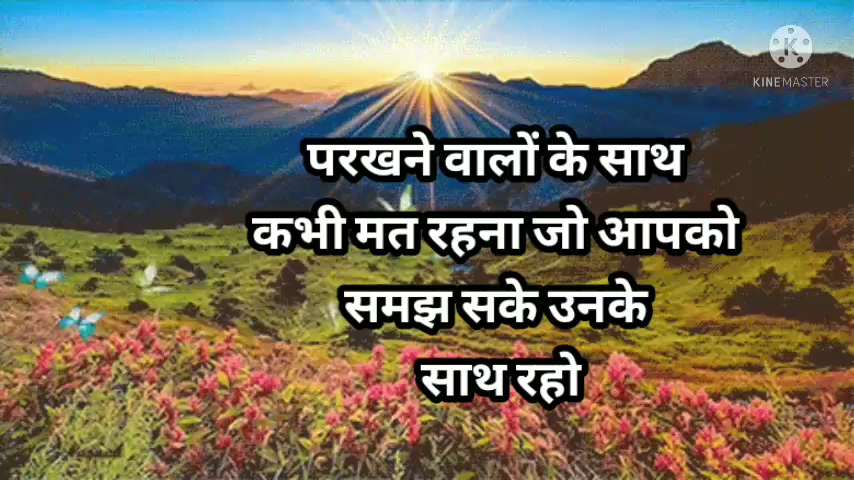 KINEMASTER
परखने वालों के साथ
कभी मत रहना जो आपको
समझ सके उनके
साथ रहो